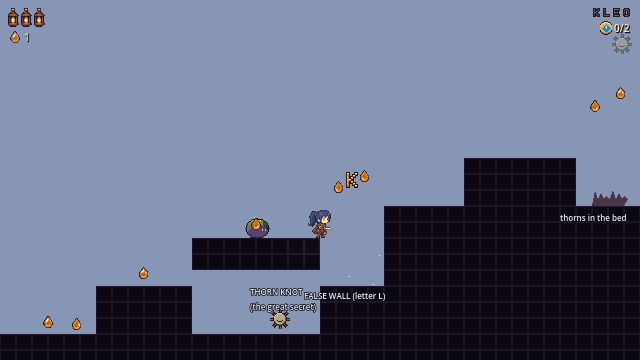 KLEO
1
0/2
K
thorns in the bed
THORN KNOT
(the great secret)
FALSE WALL (letter L)